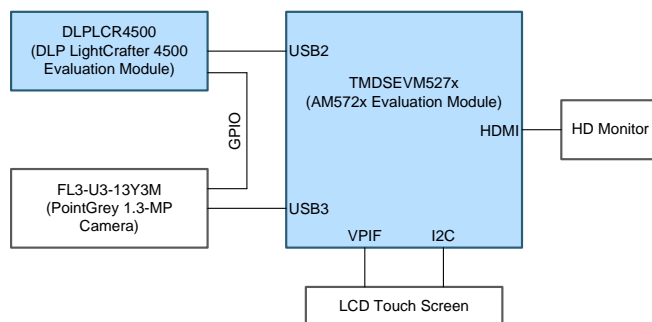 DLPLCR4500
(DLP LightCrafter 4500
Evaluation Module)
USB2
TMDSEVM527x
(AM572x Evaluation Module)
HDMI
HD Monitor
GPIO
FL3-U3-13Y3M
(PointGrey 1.3-MP
Camera)
USB3
VPIF
I2C
LCD Touch Screen